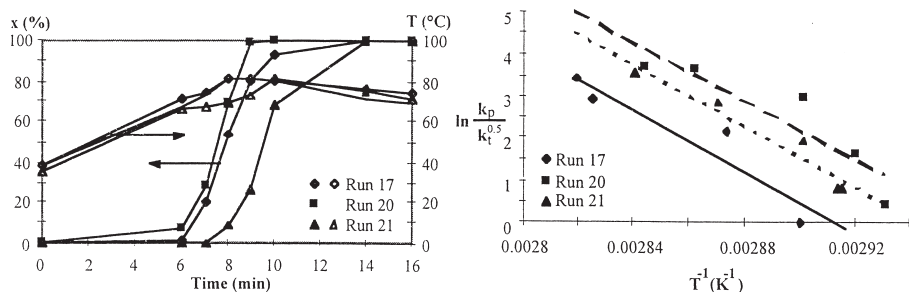 x (%)
T (°C)
100
80
60
40
20
0
100
80
60
40
20
0
Run 17
Run 20
Run 21
0 2 4 6 8 10 12 14 16
Time (min)
5
4
3
2
1
0
ln kp
kt0.5
Run 17
Run 20
Run 21
0.0028 0.00284 0.00288 0.00292
T-1(K-1)